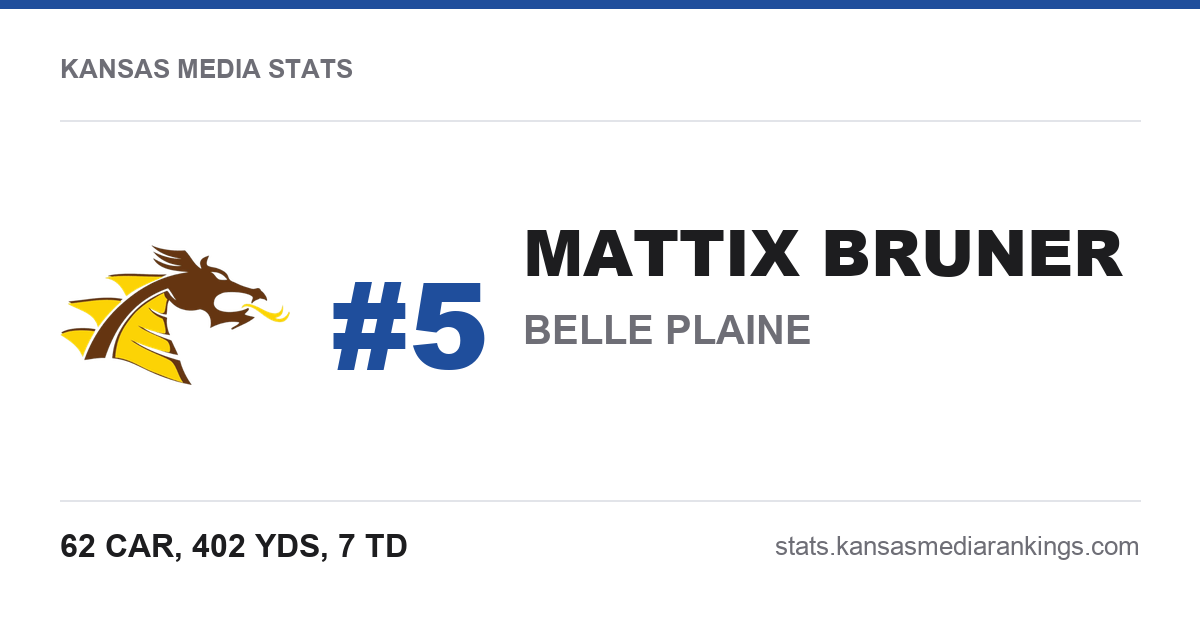 KANSAS MEDIA STATS
#5
MATTIX BRUNER
BELLE PLAINE
62 CAR, 402 YDS, 7 TD
stats.kansasmediarankings.com